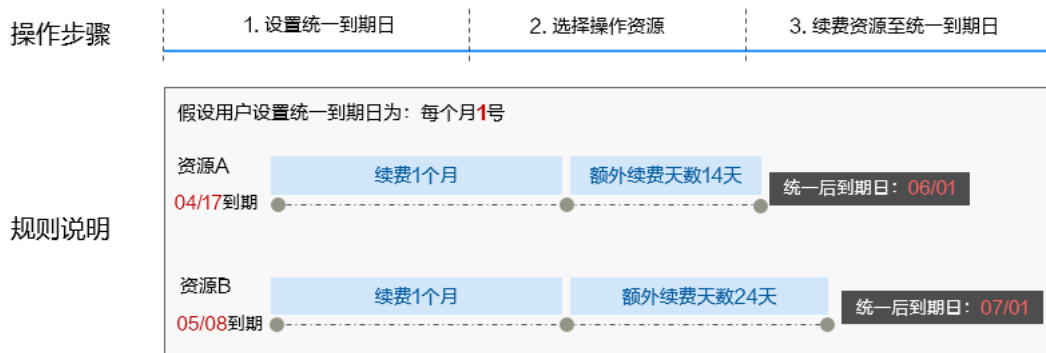 操作步骤
1. 设置统一到期日
2. 选择操作资源
3. 续费资源至统一到期日
规则说明
假设用户设置统一到期日为：每个月1号
资源A
04/17到期
续费1个月
额外续费天数14天
统一后到期日：06/01
资源B
05/08到期
续费1个月
额外续费天数24天
统一后到期日：07/01